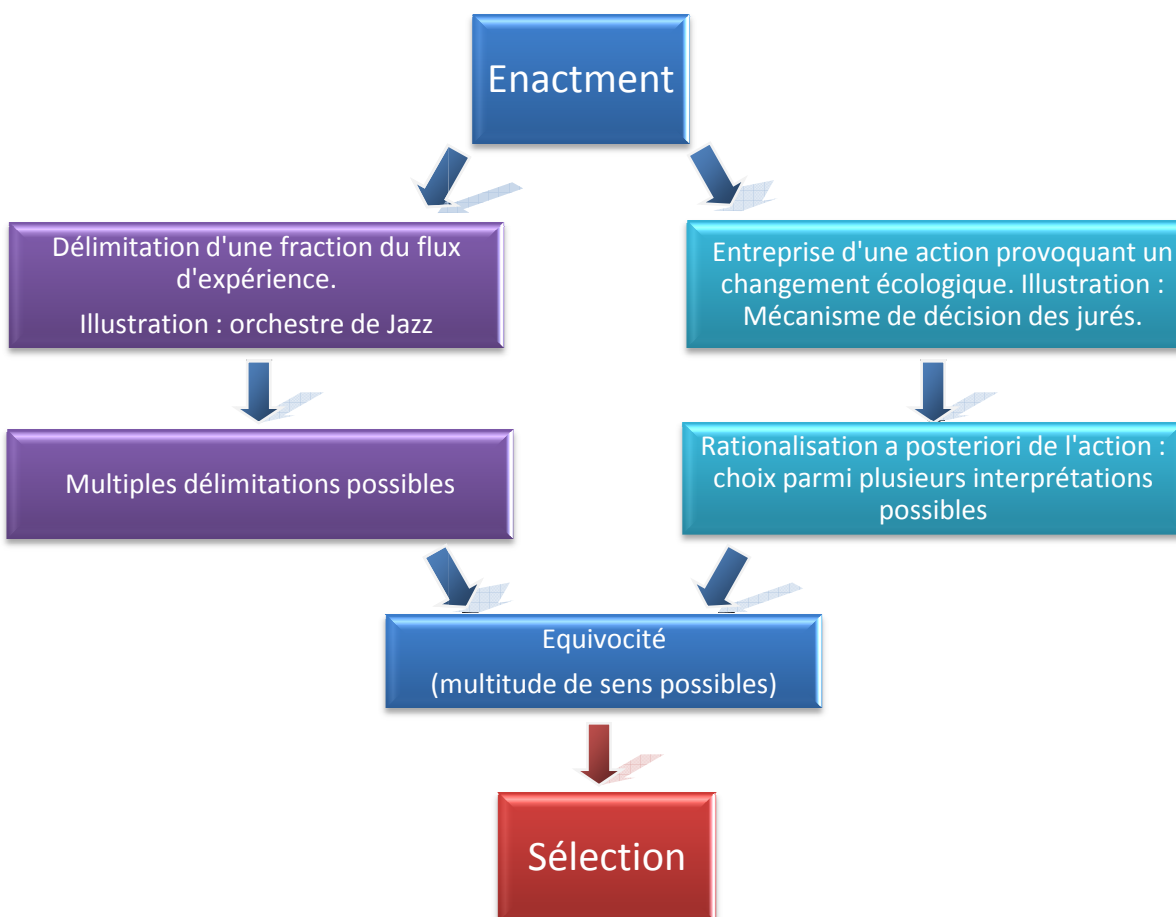 Enactment
Délimitation d'une fraction du flux
d'expérience.
Illustration : orchestre de Jazz
Entreprise d'une action provoquant un
changement écologique. Illustration :
Mécanisme de décision des jurés.
Multiples délimitations possibles
Rationalisation a posteriori de l'action :
choix parmi plusieurs interprétations
possibles
Equivocité
(multitude de sens possibles)
Sélection